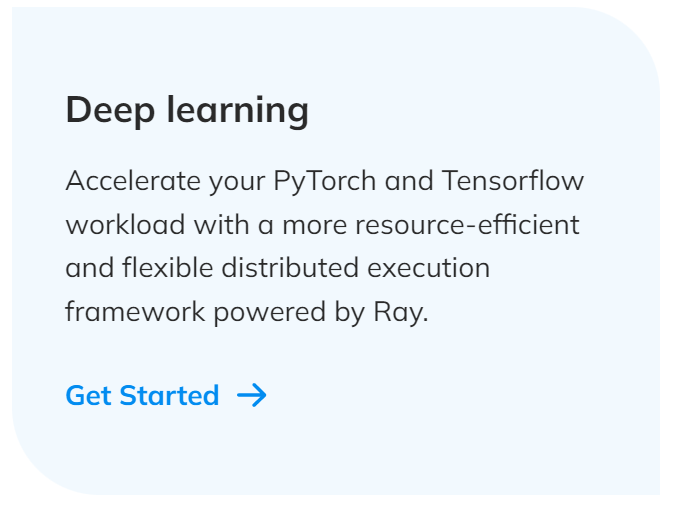 Deep learning
Accelerate your PyTorch and Tensorflow
workload with a more resource-efficient
and flexible distributed execution
framework powered by Ray.
Get Started →